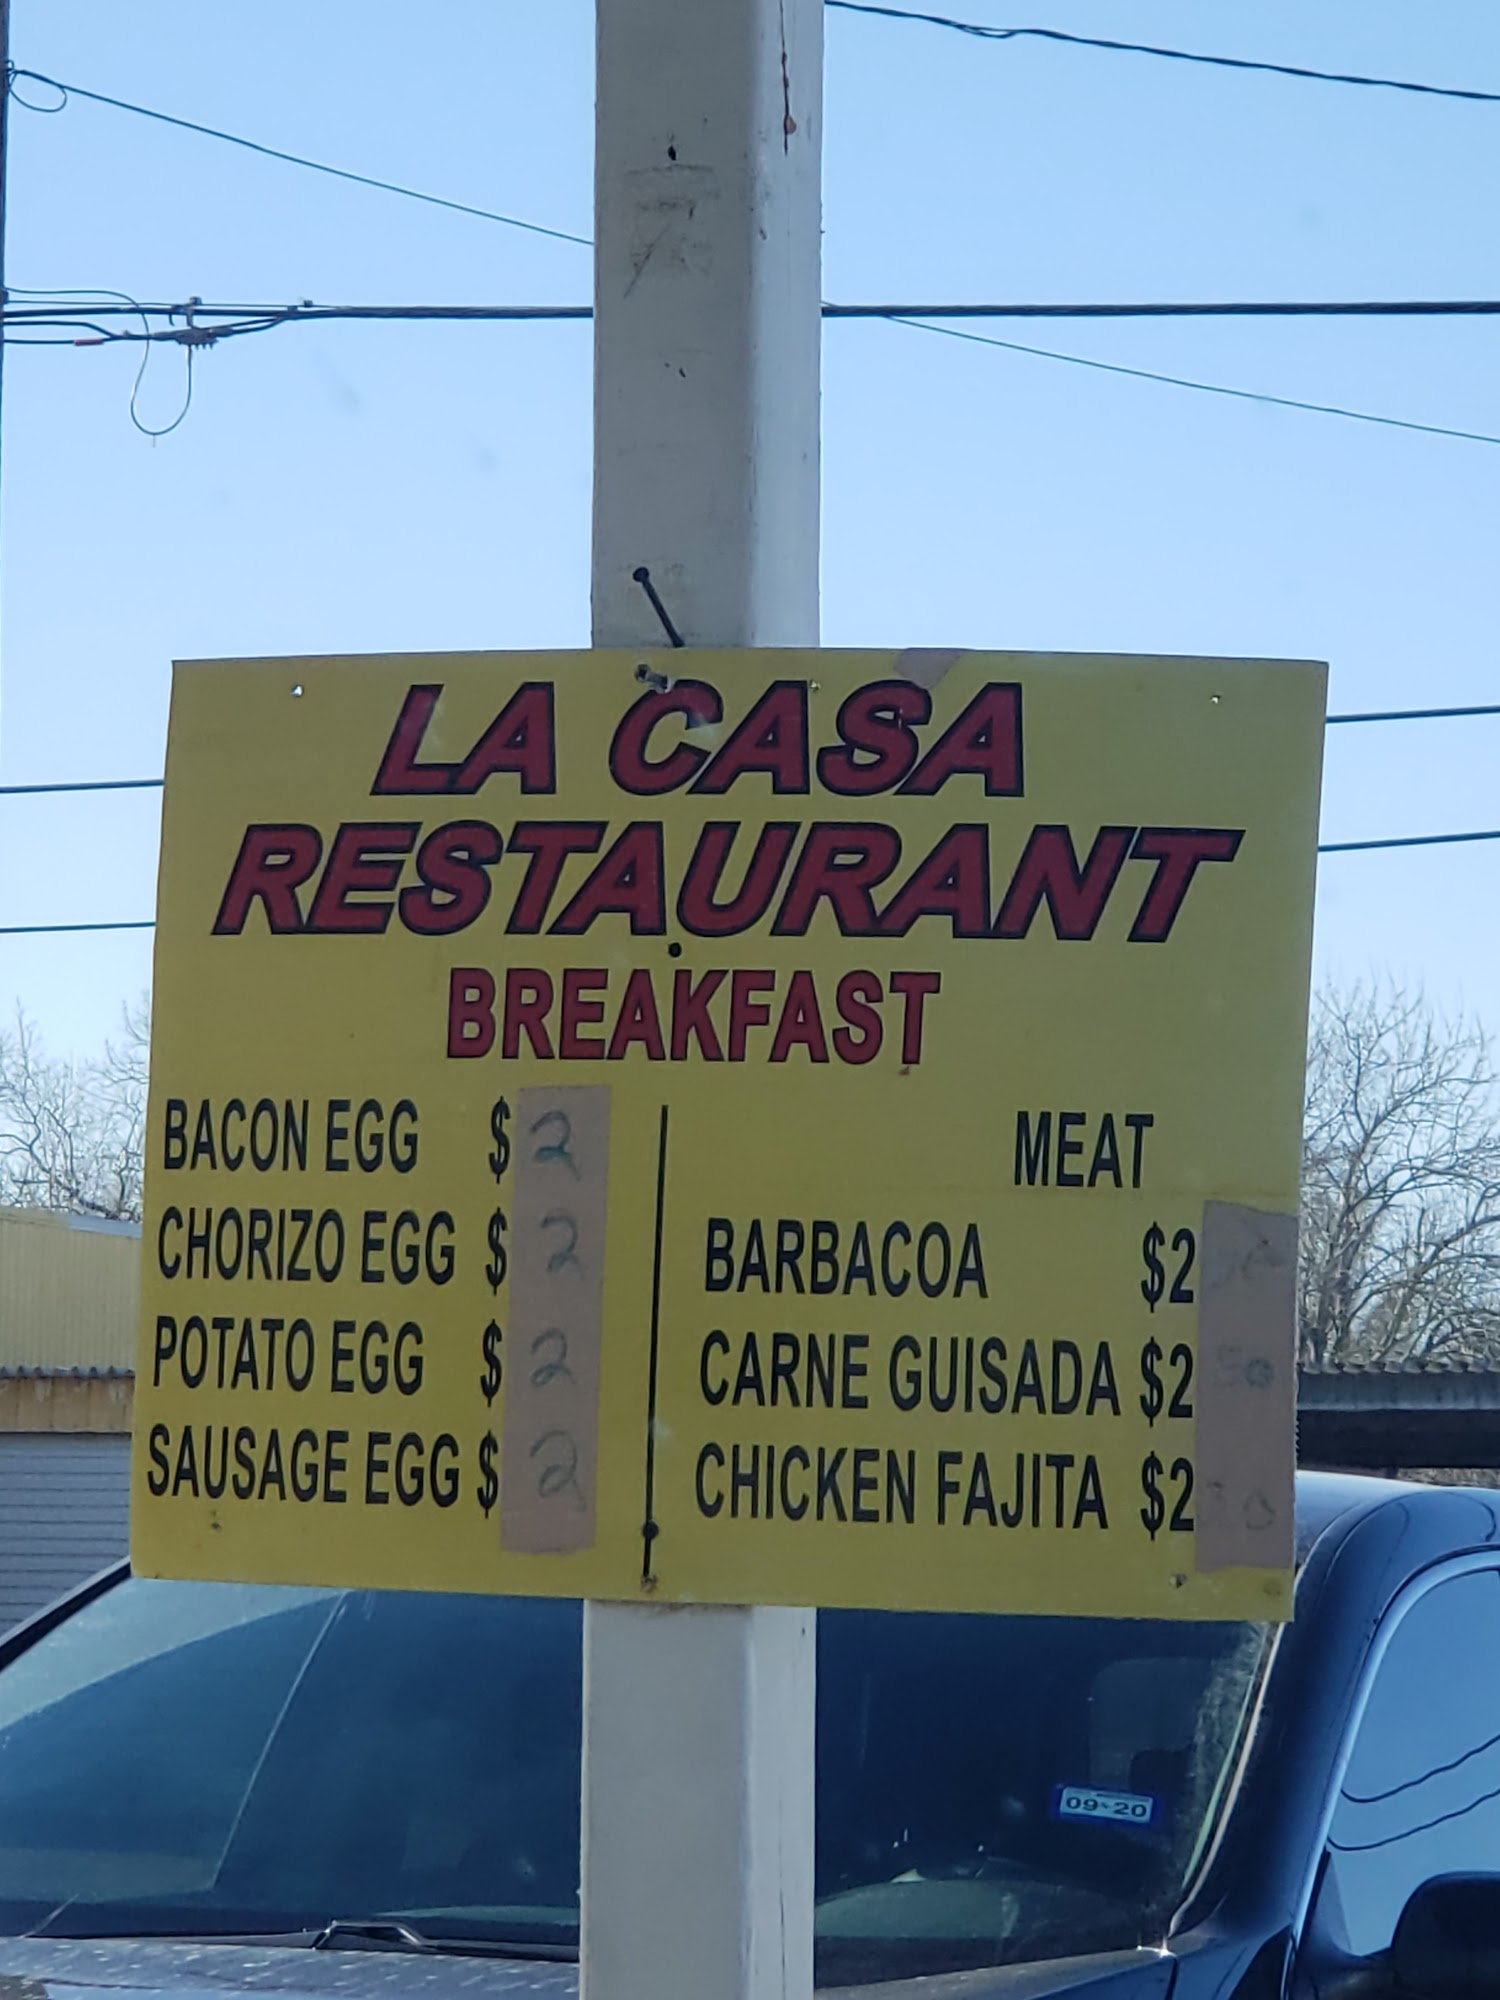 LA CASA
RESTAURANT
BREAKFAST
BACON EGG $2
CHORIZO EGG $2
POTATO EGG $2
SAUSAGE EGG $2
MEAT
BARBACOA $2
CARNE GUISADA $2 50
CHICKEN FAJITA $2
09-20